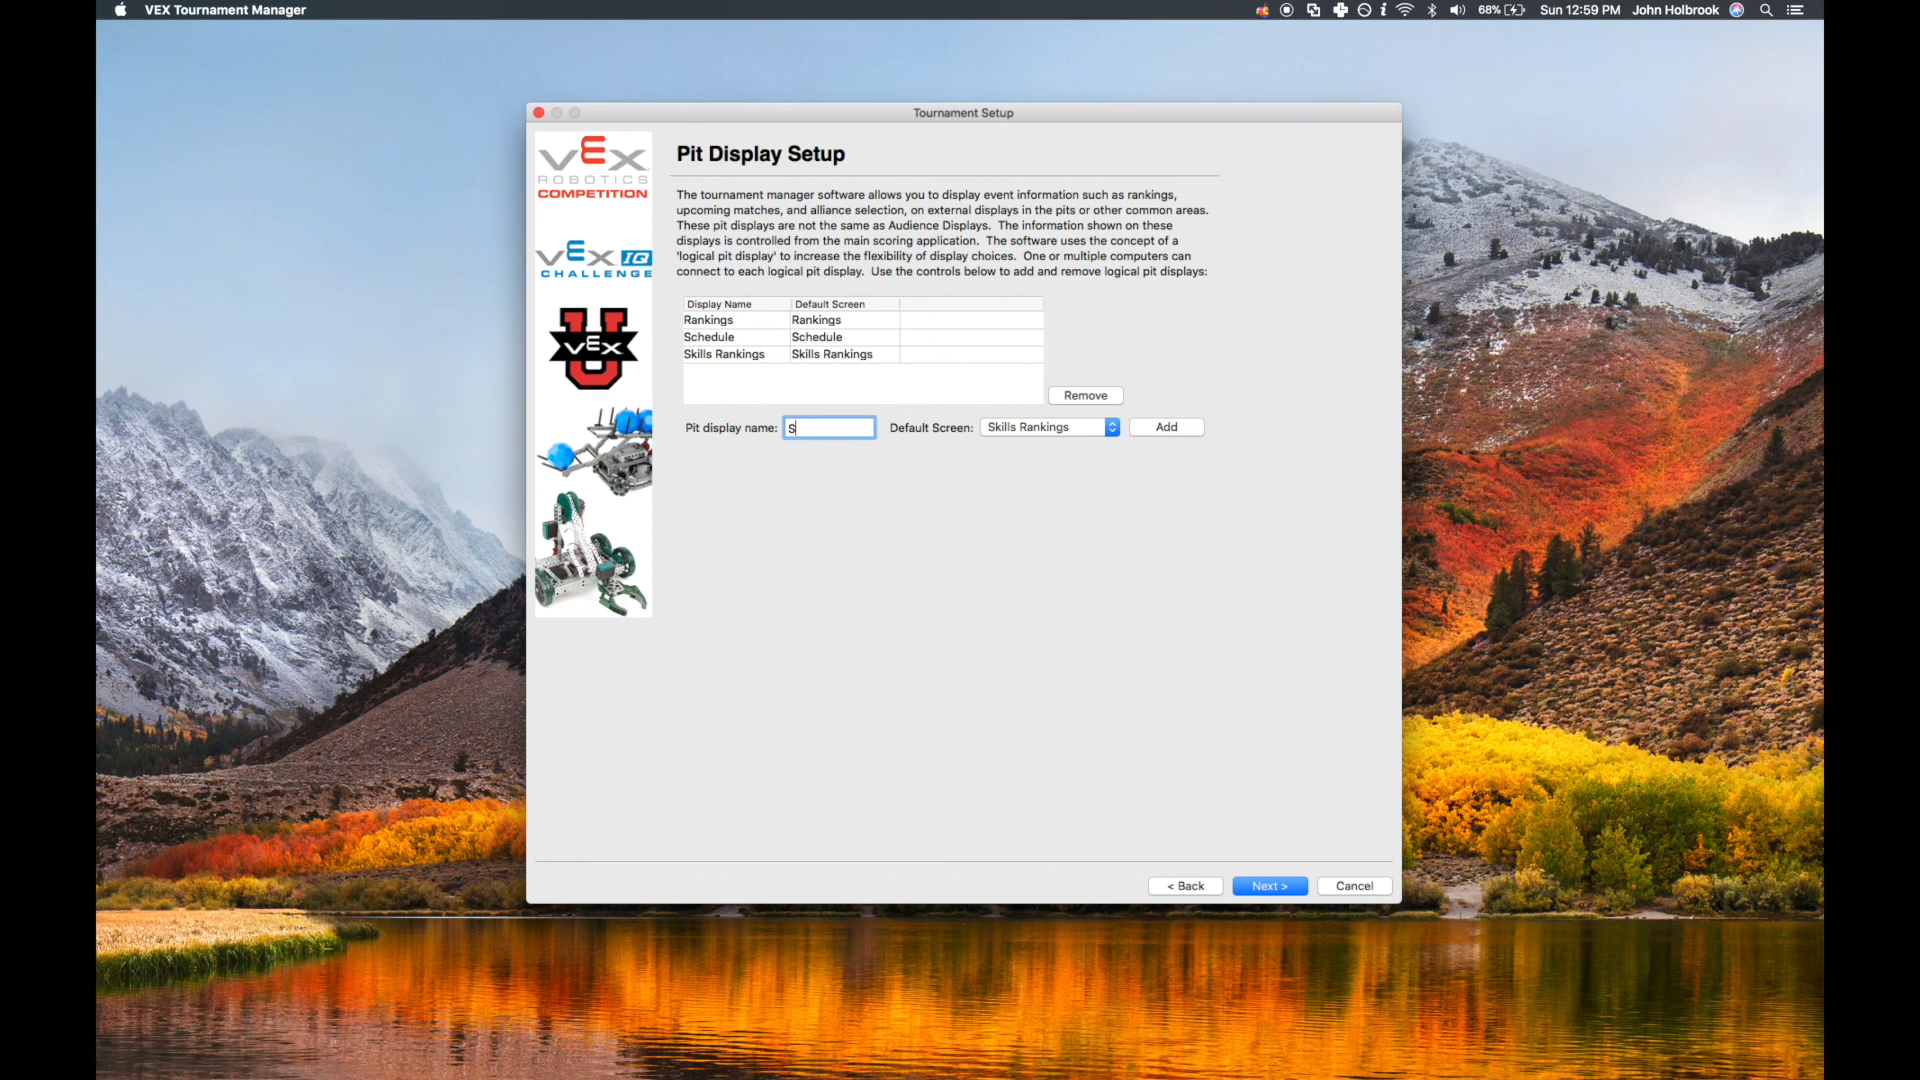 VEX Tournament Manager
68%
Sun 12:59 PM
John Holbrook
Tournament Setup
VEX
ROBOTICS
COMPETITION
VEX IQ
CHALLENGE
U
VEX
Pit Display Setup
The tournament manager software allows you to display event information such as rankings,
upcoming matches, and alliance selection, on external displays in the pits or other common areas.
These pit displays are not the same as Audience Displays. The information shown on these
displays is controlled from the main scoring application. The software uses the concept of a
'logical pit display' to increase the flexibility of display choices. One or multiple computers can
connect to each logical pit display. Use the controls below to add and remove logical pit displays:
Display Name Default Screen
Rankings Rankings
Schedule Schedule
Skills Rankings Skills Rankings
Remove
Pit display name: S Default Screen: Skills Rankings Add
< Back Next > Cancel